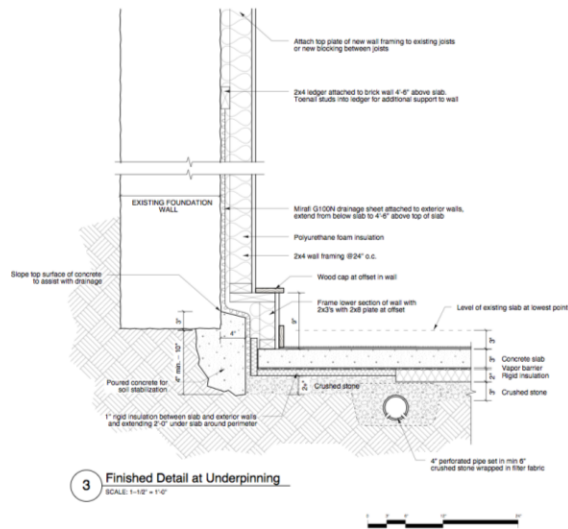 Attach top plate of new wall framing to existing joists
or new blocking between joists
2x4 ledger attached to brick wall 4'-6" above slab.
Toenail studs into ledger for additional support to wall
EXISTING FOUNDATION
WALL
Mirafi G100N drainage sheet attached to exterior walls,
extend from below slab to 4'-6" above top of slab
Polyurethane foam insulation
2x4 wall framing @24" o.c.
Wood cap at offset in wall
Slope top surface of concrete
to assist with drainage
Frame lower section of wall with
2x3's with 2x8 plate at offset
Level of existing slab at lowest point
3"
4"
9"
4" min. – 10"
Concrete slab
Vapor barrier
Rigid insulation
Crushed stone
Poured concrete for
soil stabilization
Crushed stone
1" rigid insulation between slab and exterior walls
and extending 2'-0" under slab around perimeter
4" perforated pipe set in min 6"
crushed stone wrapped in filter fabric
3
Finished Detail at Underpinning
SCALE: 1-1/2" = 1'-0"